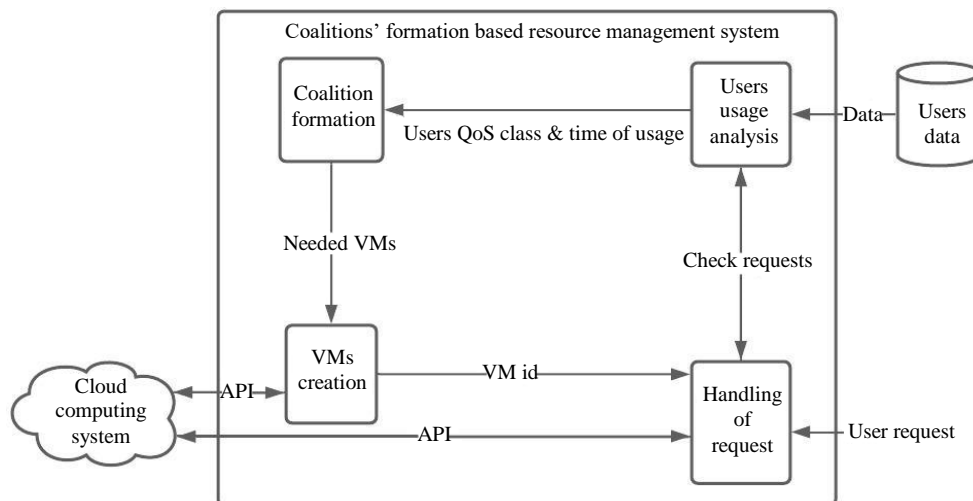 Coalitions’ formation based resource management system
Coalition
formation
Users
usage
analysis
Data
Users
data
Users QoS class & time of usage
Needed VMs
Check requests
VMs
creation
VM id
Handling
of
request
Cloud
computing
system
API
API
User request